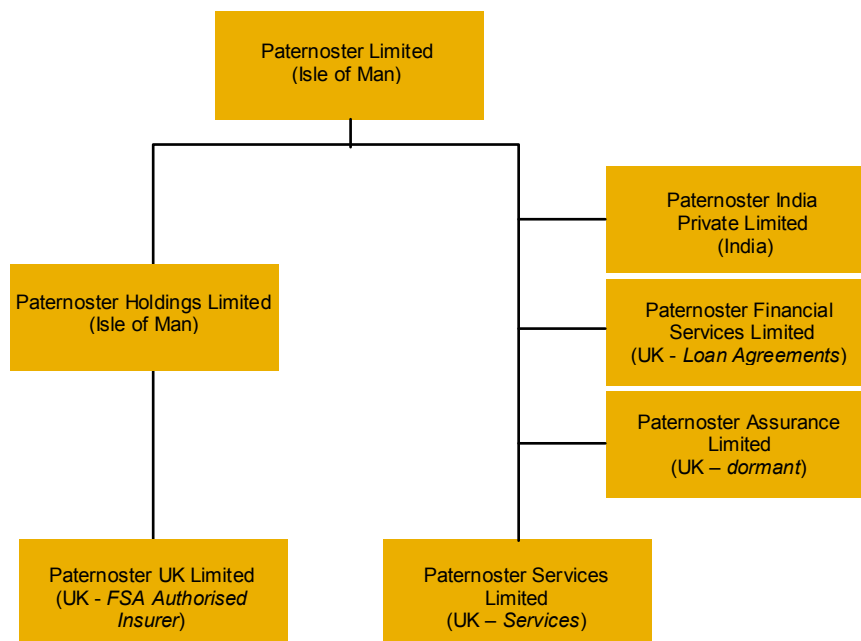 Paternoster Limited
(Isle of Man)
Paternoster India
Private Limited
(India)
Paternoster Holdings Limited
(Isle of Man)
Paternoster Financial
Services Limited
(UK - Loan Agreements)
Paternoster Assurance
Limited
(UK – dormant)
Paternoster UK Limited
(UK - FSA Authorised
Insurer)
Paternoster Services
Limited
(UK – Services)